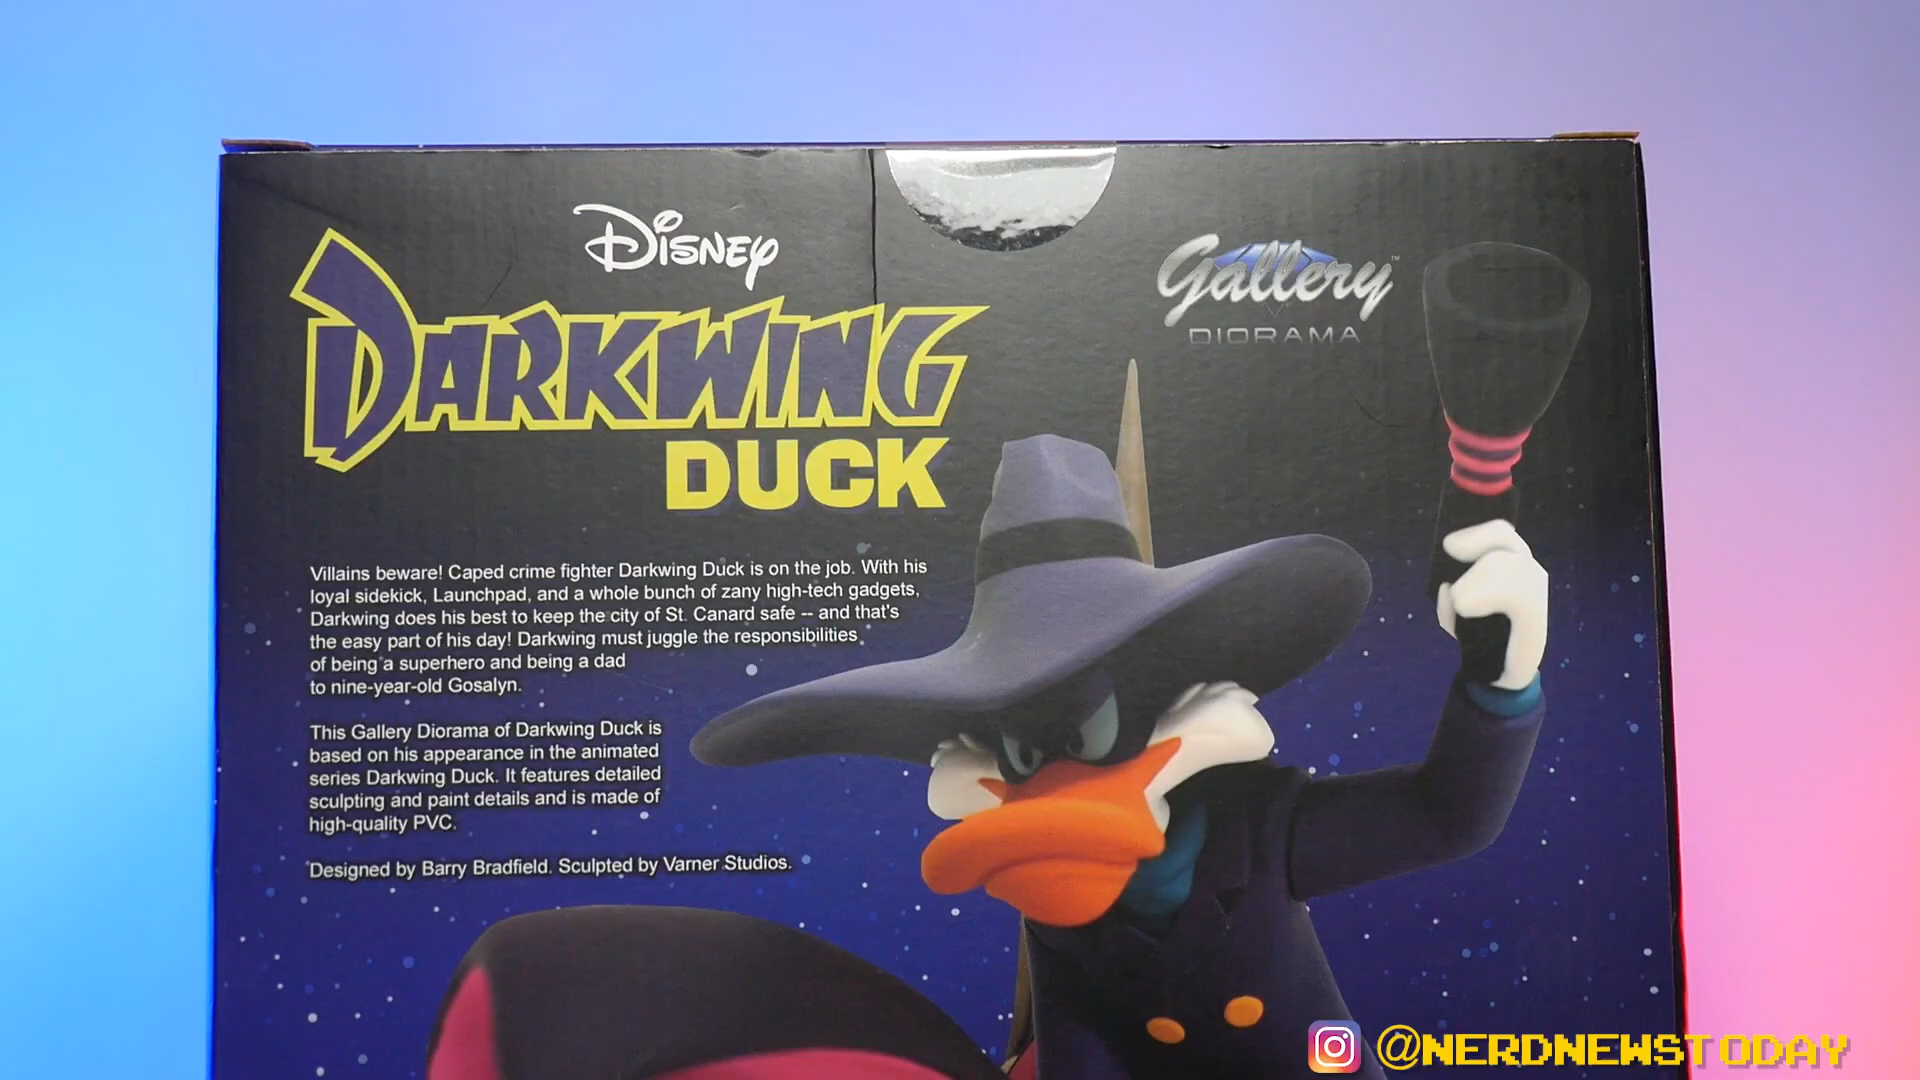 Disney
DARKWING
DUCK
Gallery™
DIORAMA
Villains beware! Caped crime fighter Darkwing Duck is on the job. With his
loyal sidekick, Launchpad, and a whole bunch of zany high-tech gadgets,
Darkwing does his best to keep the city of St. Canard safe -- and that's
the easy part of his day! Darkwing must juggle the responsibilities
of being a superhero and being a dad
to nine-year-old Gosalyn.
This Gallery Diorama of Darkwing Duck is
based on his appearance in the animated
series Darkwing Duck. It features detailed
sculpting and paint details and is made of
high-quality PVC.
Designed by Barry Bradfield. Sculpted by Varner Studios.
@NERDNEWSTODAY